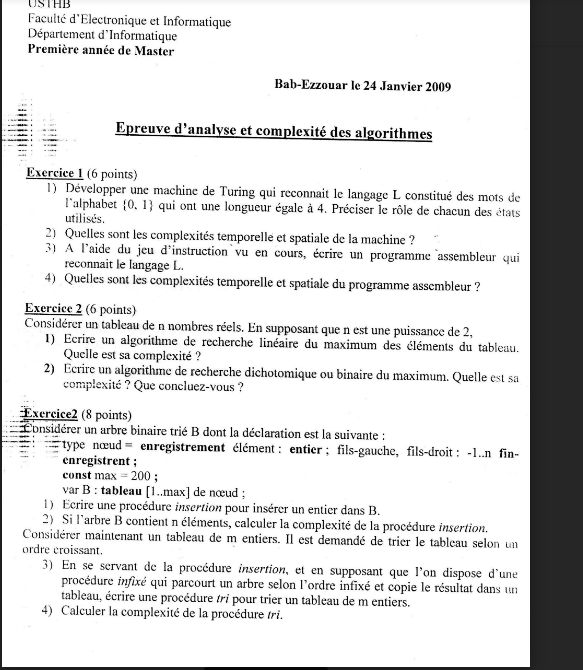 USTHB
Faculté d'Electronique et Informatique
Département d'Informatique
Première année de Master
Bab-Ezzouar le 24 Janvier 2009
Epreuve d'analyse et complexité des algorithmes
Exercice 1 (6 points)
1) Développer une machine de Turing qui reconnait le langage L constitué des mots de
l'alphabet {0, 1} qui ont une longueur égale à 4. Préciser le rôle de chacun des états
utilisés.
2) Quelles sont les complexités temporelle et spatiale de la machine ?
3) A l'aide du jeu d'instruction vu en cours, écrire un programme assembleur qui
reconnait le langage L.
4) Quelles sont les complexités temporelle et spatiale du programme assembleur ?
Exercice 2 (6 points)
Considérer un tableau de n nombres réels. En supposant que n est une puissance de 2,
1) Ecrire un algorithme de recherche linéaire du maximum des éléments du tableau.
Quelle est sa complexité ?
2) Ecrire un algorithme de recherche dichotomique ou binaire du maximum. Quelle est sa
complexité ? Que concluez-vous ?
Exercice2 (8 points)
Considérer un arbre binaire trié B dont la déclaration est la suivante :
type nœud = enregistrement élément : entier ; fils-gauche, fils-droit : -1..n fin-
enregistrent ;
const max = 200 ;
var B : tableau [1..max] de nœud ;
1) Ecrire une procédure insertion pour insérer un entier dans B.
2) Si l'arbre B contient n éléments, calculer la complexité de la procédure insertion.
Considérer maintenant un tableau de m entiers. Il est demandé de trier le tableau selon un
ordre croissant.
3) En se servant de la procédure insertion, et en supposant que l'on dispose d'une
procédure infixé qui parcourt un arbre selon l'ordre infixé et copie le résultat dans un
tableau, écrire une procédure tri pour trier un tableau de m entiers.
4) Calculer la complexité de la procédure tri.